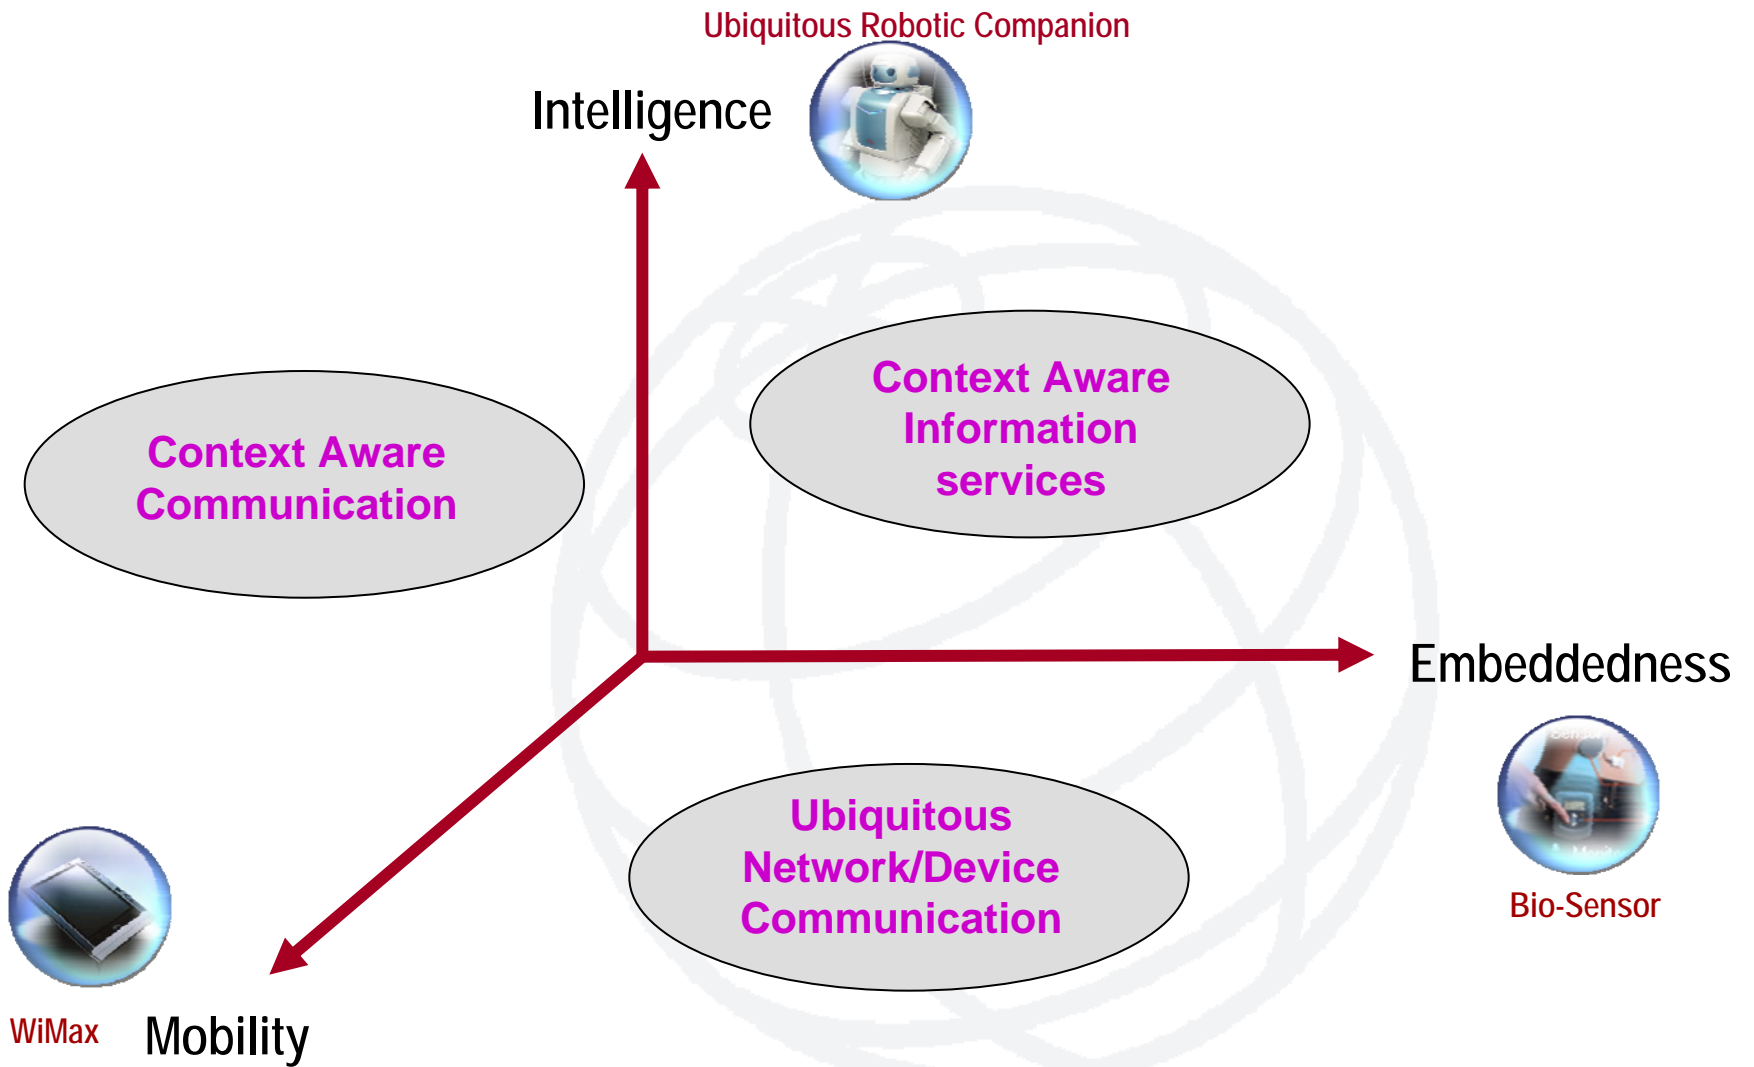 Ubiquitous Robotic Companion
Intelligence
Context Aware
Information
services
Context Aware
Communication
Embeddedness
Sensor
Ubiquitous
Network/Device
Communication
Bio-Sensor
WiMax
Mobility